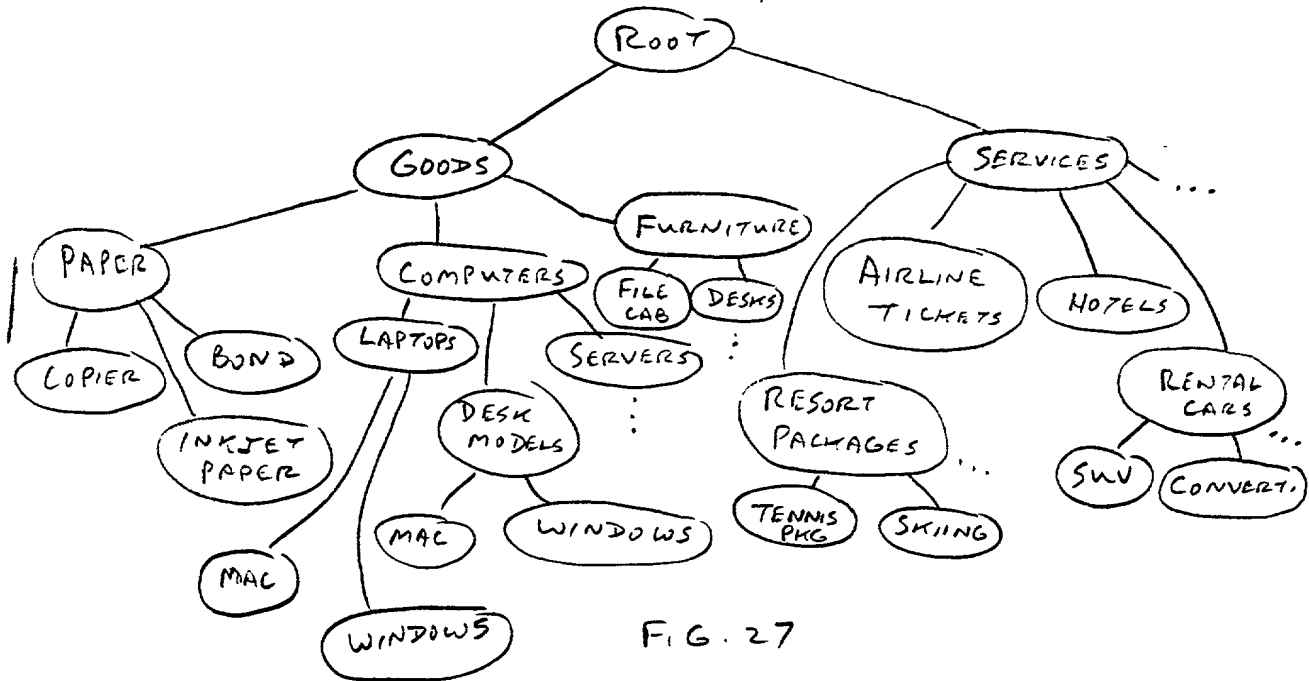 ROOT
GOODS
SERVICES
...
PAPER
COMPUTERS
FURNITURE
FILE
CAB
DESKS
AIRLINE
TICKETS
HOTELS
COPIER
BOND
LAPTOPS
SERVERS
INKJET
PAPER
DESK
MODELS
RESORT
PACKAGES
...
RENTAL
CARS
...
MAC
WINDOWS
TENNIS
PKG
SKIING
SUV
CONVERT.
MAC
WINDOWS
FIG. 27